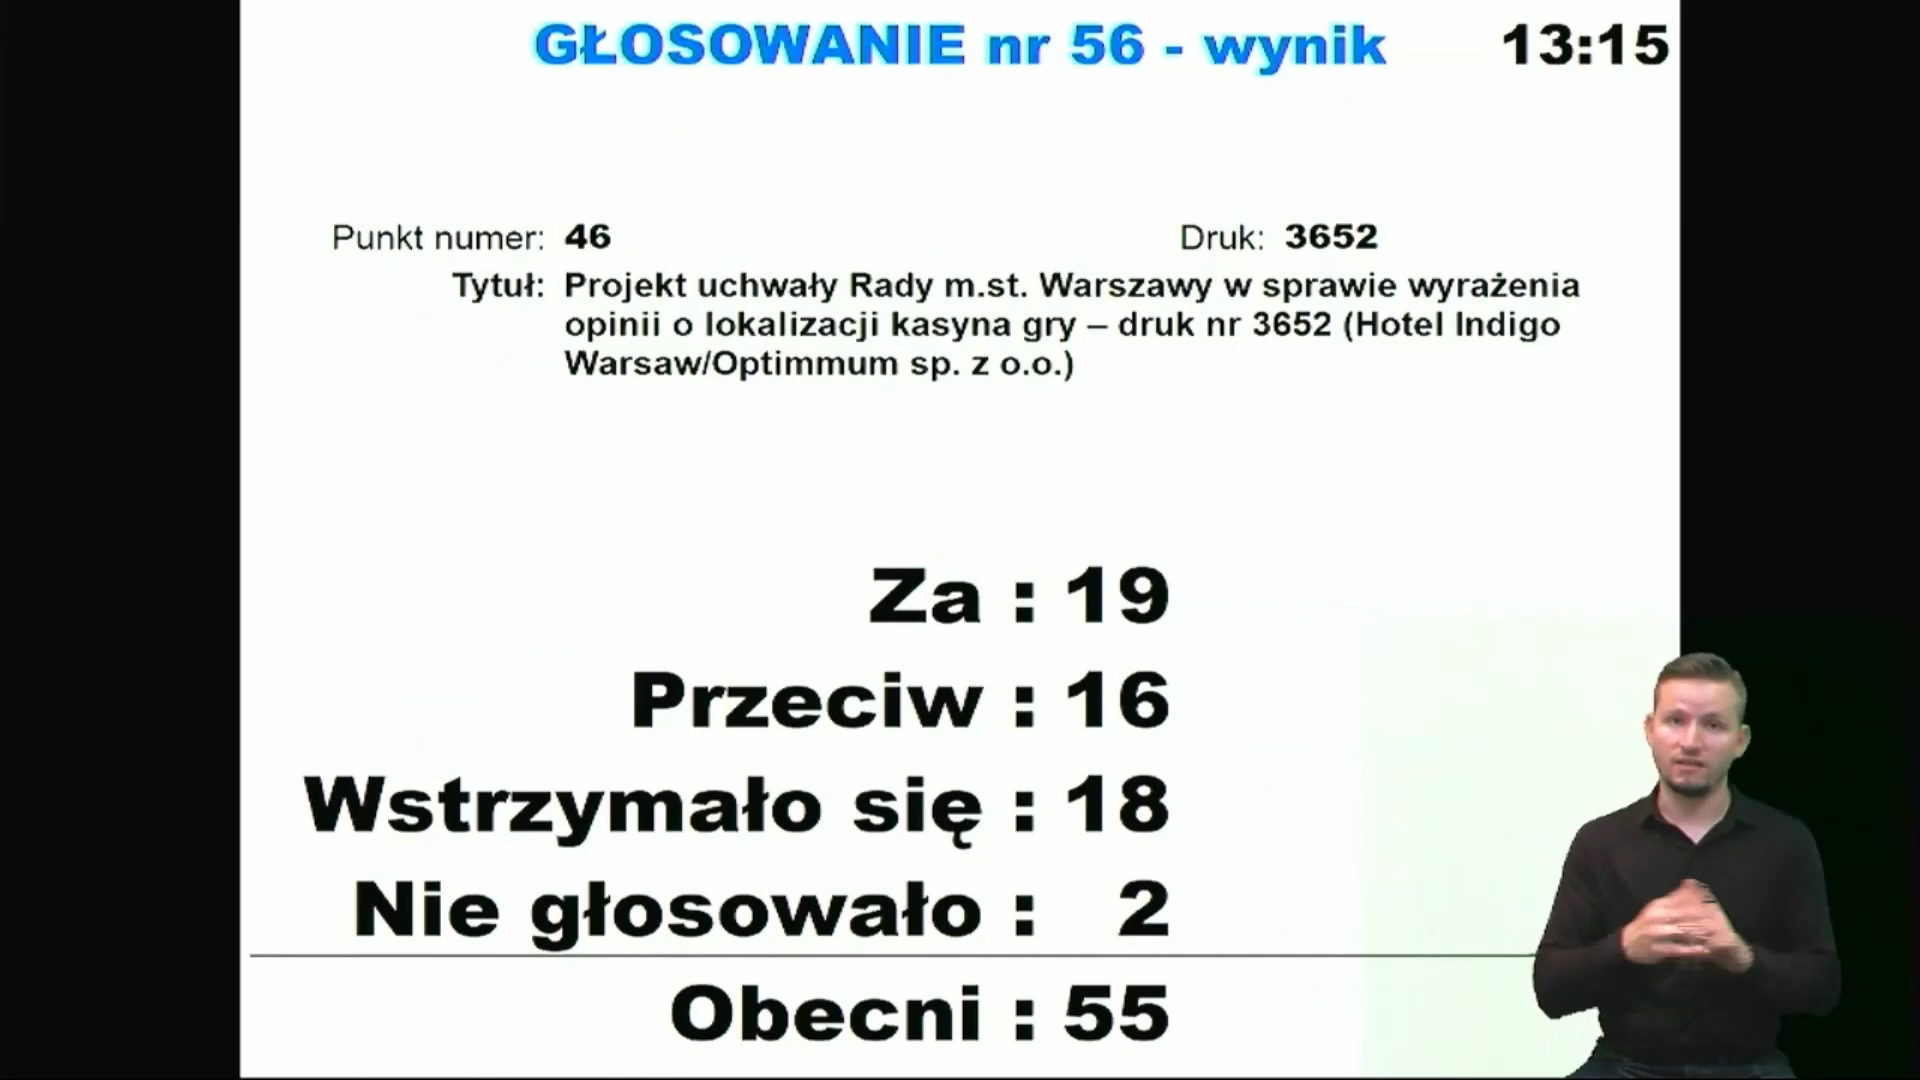 GŁOSOWANIE nr 56 - wynik 13:15
Punkt numer: 46 Druk: 3652
Tytuł: Projekt uchwały Rady m.st. Warszawy w sprawie wyrażenia
opinii o lokalizacji kasyna gry – druk nr 3652 (Hotel Indigo
Warsaw/Optimmum sp. z o.o.)
Za : 19
Przeciw : 16
Wstrzymało się : 18
Nie głosowało : 2
Obecni : 55